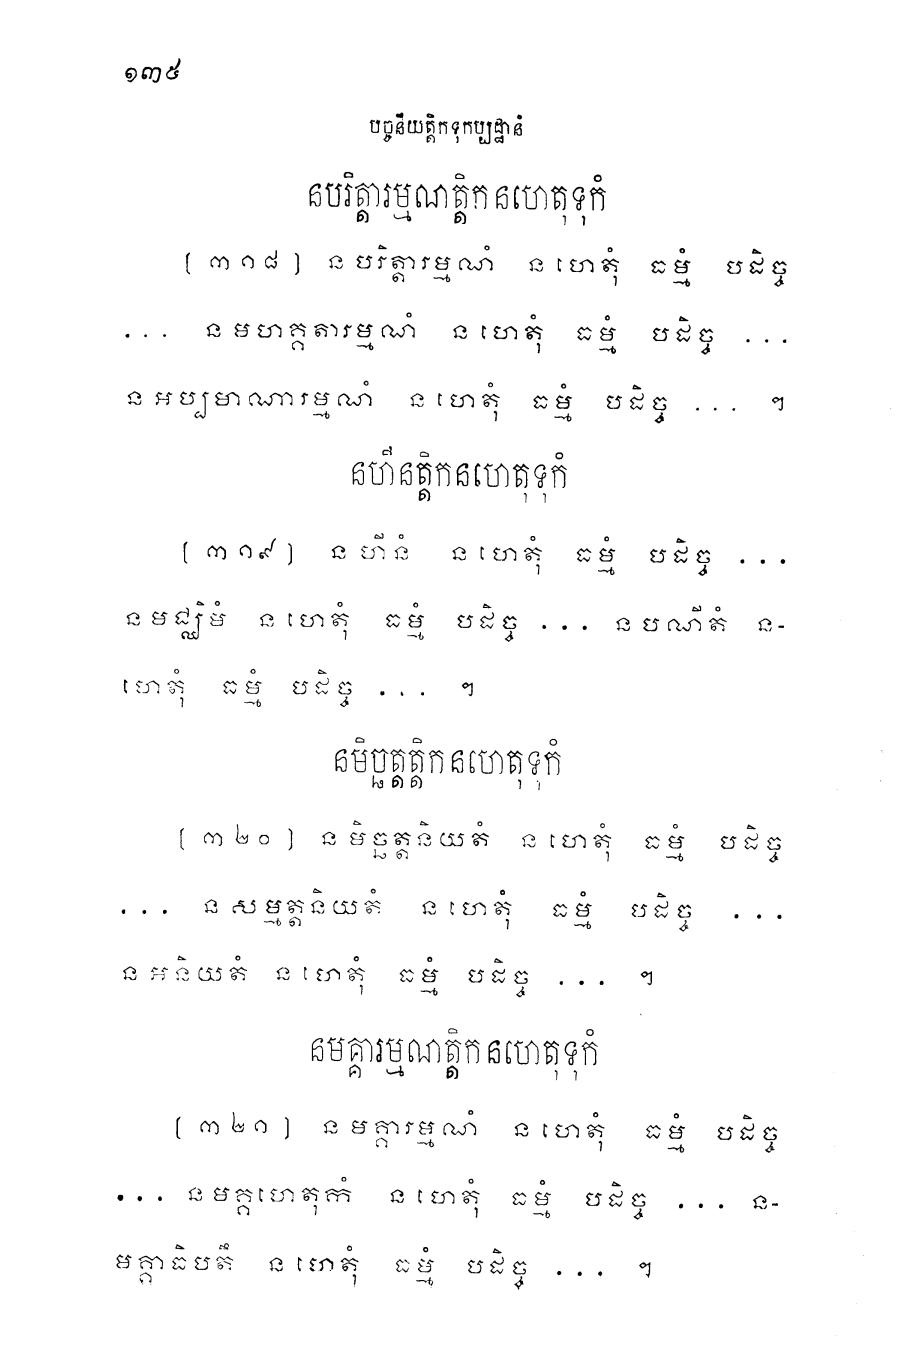 ១៣៥
បច្ចនីយត្តិកទុកប្បដ្ឋានំ
នបរិត្តារម្មណត្តិកនហេតុទុកំ
[ ៣១៨ ] នបរិត្តារម្មណំ នហេតុំ ធម្មំ បដិច្ច
... នមហគ្គតារម្មណំ នហេតុំ ធម្មំ បដិច្ច ...
នអប្បមាណារម្មណំ នហេតុំ ធម្មំ បដិច្ច ... ។
នហីនត្តិកនហេតុទុកំ
[ ៣១៩ ] នហីនំ នហេតុំ ធម្មំ បដិច្ច ...
នមជ្ឈិមំ នហេតុំ ធម្មំ បដិច្ច ... នបណីតំ ន-
ហេតុំ ធម្មំ បដិច្ច ... ។
នមិច្ឆត្តត្តិកនហេតុទុកំ
[ ៣២០ ] នមិច្ឆត្តនិយតំ នហេតុំ ធម្មំ បដិច្ច
... នសម្មត្តនិយតំ នហេតុំ ធម្មំ បដិច្ច ...
នអនិយតំ នហេតុំ ធម្មំ បដិច្ច ... ។
នមគ្គារម្មណត្តិកនហេតុទុកំ
[ ៣២១ ] នមគ្គារម្មណំ នហេតុំ ធម្មំ បដិច្ច
... នមគ្គហេតុកំ នហេតុំ ធម្មំ បដិច្ច ... ន-
មគ្គាធិបតឹ នហេតុំ ធម្មំ បដិច្ច ... ។